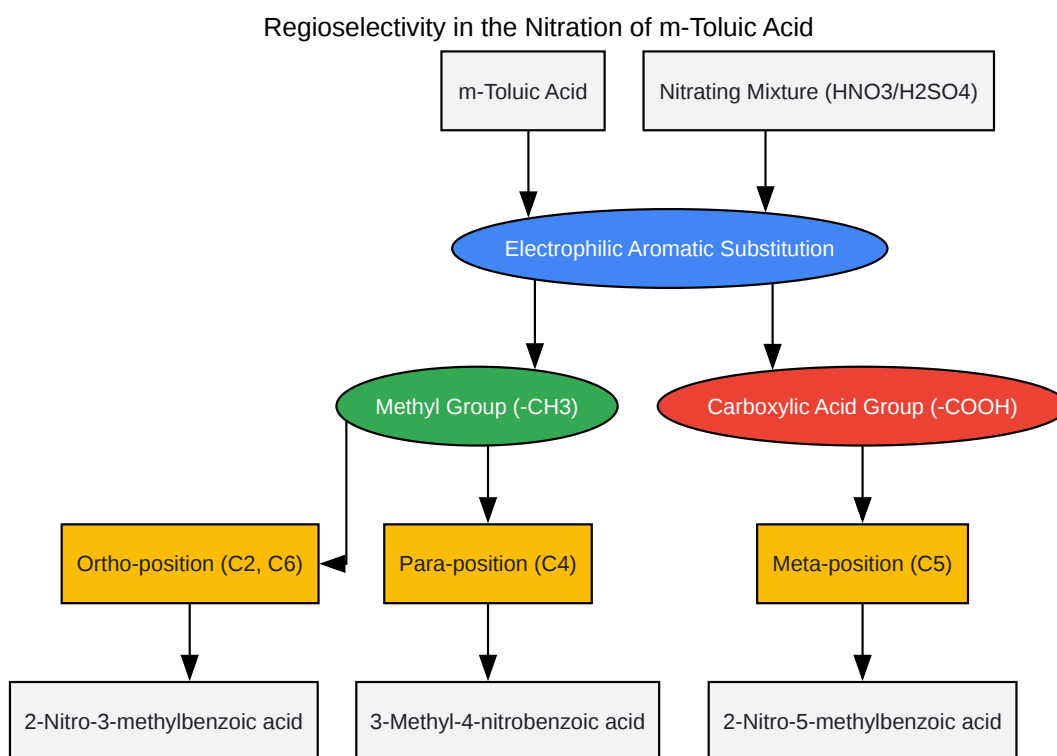 Regioselectivity in the Nitration of m-Toluic Acid
m-Toluic Acid
Nitrating Mixture (HNO3/H2SO4)
Electrophilic Aromatic Substitution
Methyl Group (-CH3)
Carboxylic Acid Group (-COOH)
Ortho-position (C2, C6)
Para-position (C4)
Meta-position (C5)
2-Nitro-3-methylbenzoic acid
3-Methyl-4-nitrobenzoic acid
2-Nitro-5-methylbenzoic acid